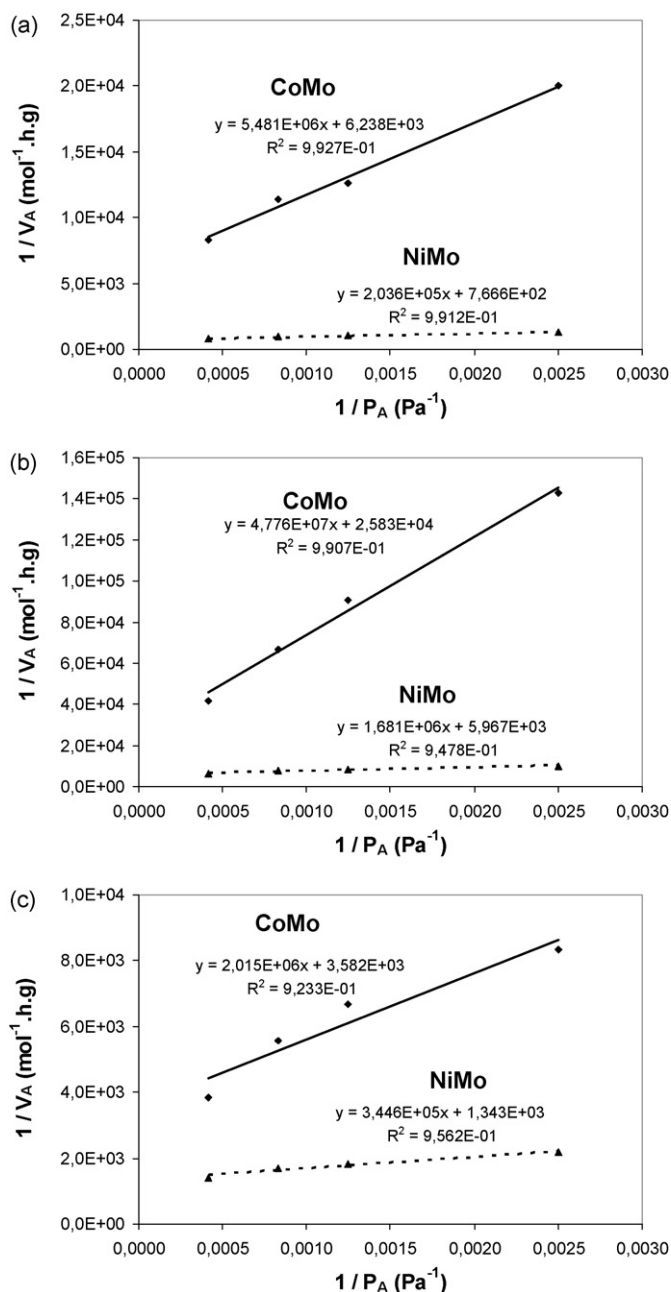 (a)
2,5E+04
2,0E+04
1,5E+04
1,0E+04
5,0E+03
0,0E+00
1 / VA (mol⁻¹.h.g)
CoMo
y = 5,481E+06x + 6,238E+03
R² = 9,927E-01
NiMo
y = 2,036E+05x + 7,666E+02
R² = 9,912E-01
0,0000 0,0005 0,0010 0,0015 0,0020 0,0025 0,0030
1 / PA (Pa⁻¹)
(b)
1,6E+05
1,4E+05
1,2E+05
1,0E+05
8,0E+04
6,0E+04
4,0E+04
2,0E+04
0,0E+00
1 / VA (mol⁻¹.h.g)
CoMo
y = 4,776E+07x + 2,583E+04
R² = 9,907E-01
NiMo
y = 1,681E+06x + 5,967E+03
R² = 9,478E-01
0,0000 0,0005 0,0010 0,0015 0,0020 0,0025 0,0030
1 / PA (Pa⁻¹)
(c)
1,0E+04
8,0E+03
6,0E+03
4,0E+03
2,0E+03
0,0E+00
1 / VA (mol⁻¹.h.g)
CoMo
y = 2,015E+06x + 3,582E+03
R² = 9,233E-01
NiMo
y = 3,446E+05x + 1,343E+03
R² = 9,562E-01
0,0000 0,0005 0,0010 0,0015 0,0020 0,0025 0,0030
1 / PA (Pa⁻¹)